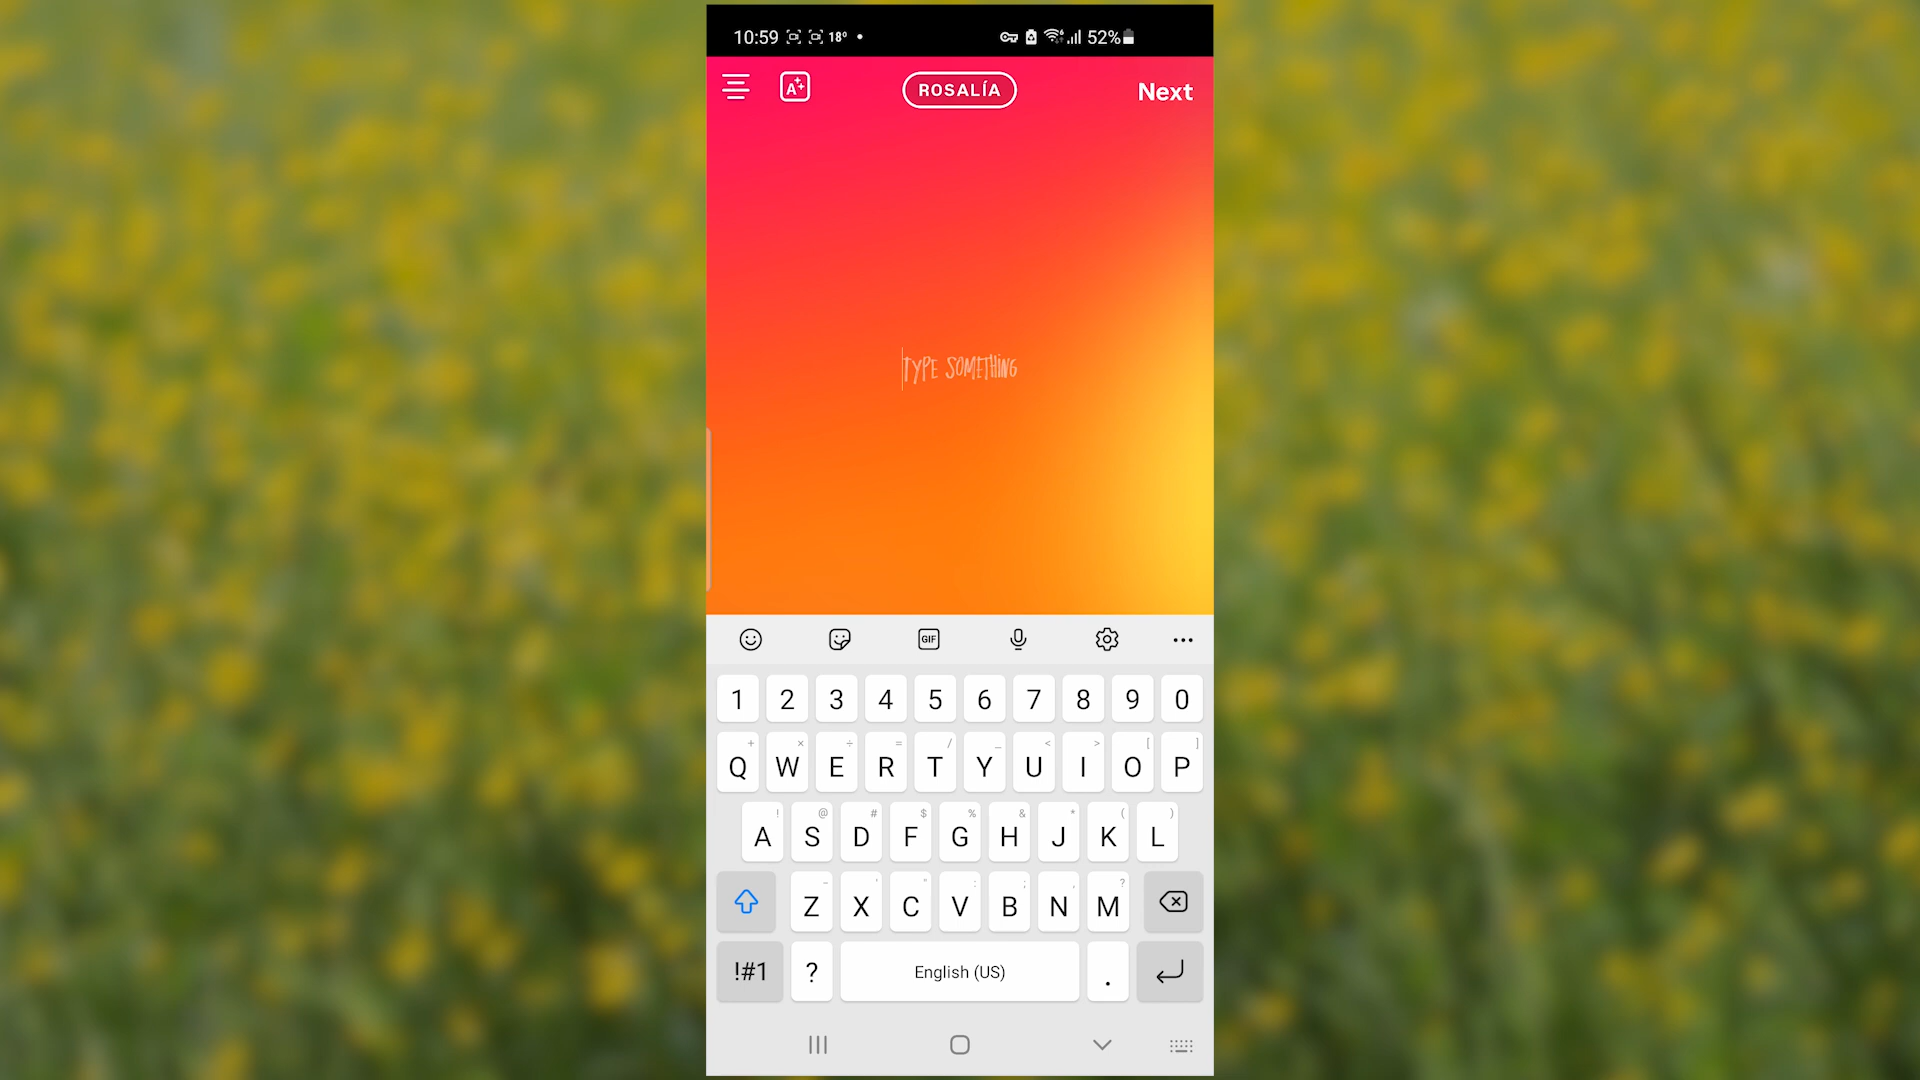 10:59 18° 52%
A ROSALÍA Next
TYPE SOMETHING
GIF
1 2 3 4 5 6 7 8 9 0
+ × ÷ = / _ < > [ ]
Q W E R T Y U I O P
! @ # $ % & * ( )
A S D F G H J K L
- ' " : ; , ?
Z X C V B N M
!#1 ? English (US) .